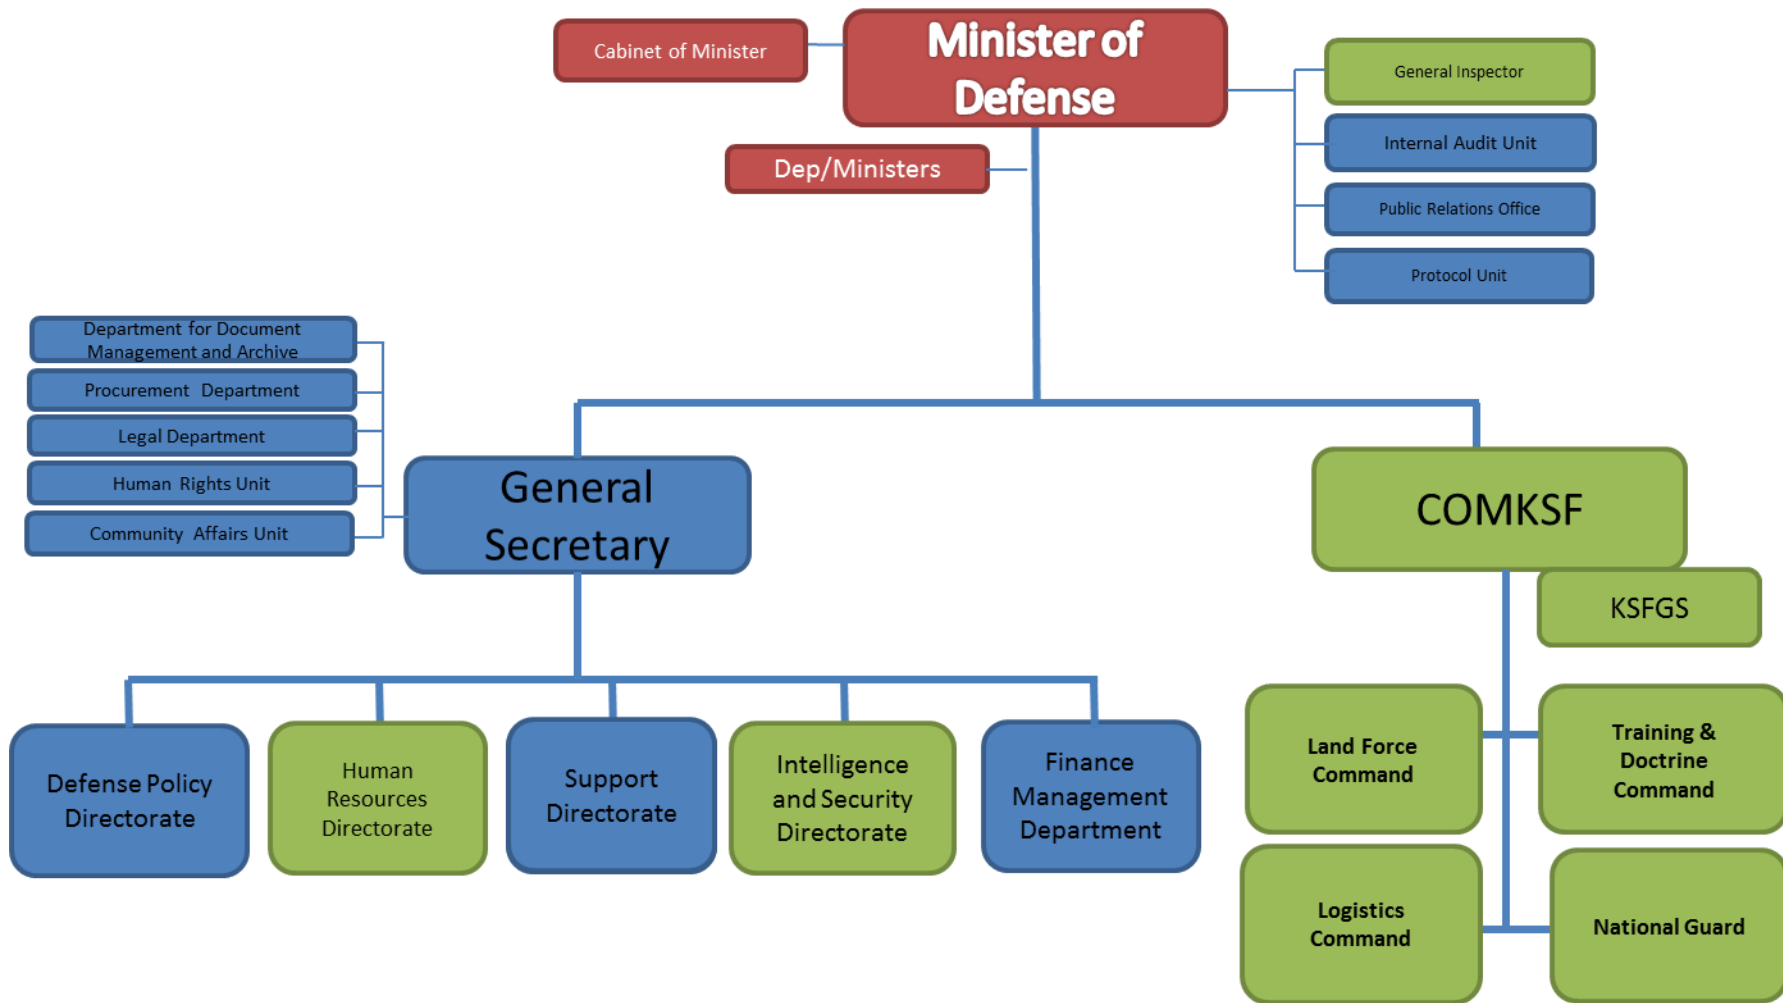 Minister of
Defense
Cabinet of Minister
General Inspector
Internal Audit Unit
Dep/Ministers
Public Relations Office
Protocol Unit
Department for Document
Management and Archive
Procurement Department
Legal Department
Human Rights Unit
Community Affairs Unit
General
Secretary
COMKSF
KSFGS
Defense Policy
Directorate
Human
Resources
Directorate
Support
Directorate
Intelligence
and Security
Directorate
Finance
Management
Department
Land Force
Command
Training &
Doctrine
Command
Logistics
Command
National Guard